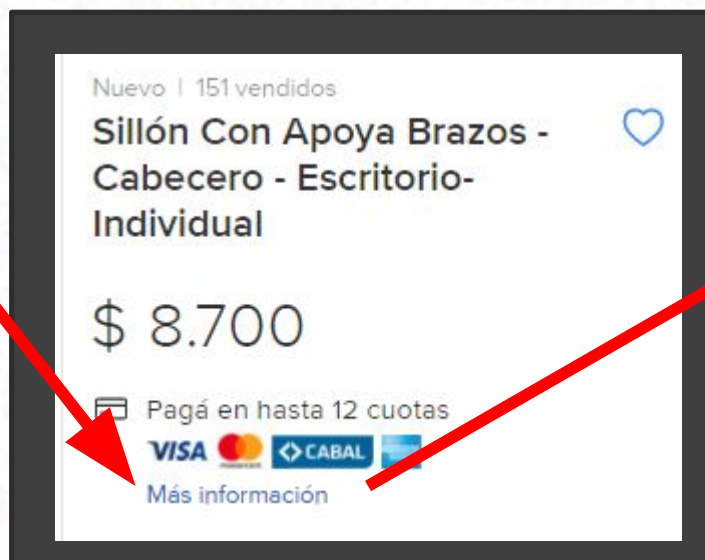 Nuevo | 151 vendidos
Sillón Con Apoya Brazos -
Cabecero - Escritorio-
Individual
$ 8.700
Pagá en hasta 12 cuotas
VISA mastercard CABAL
Más información